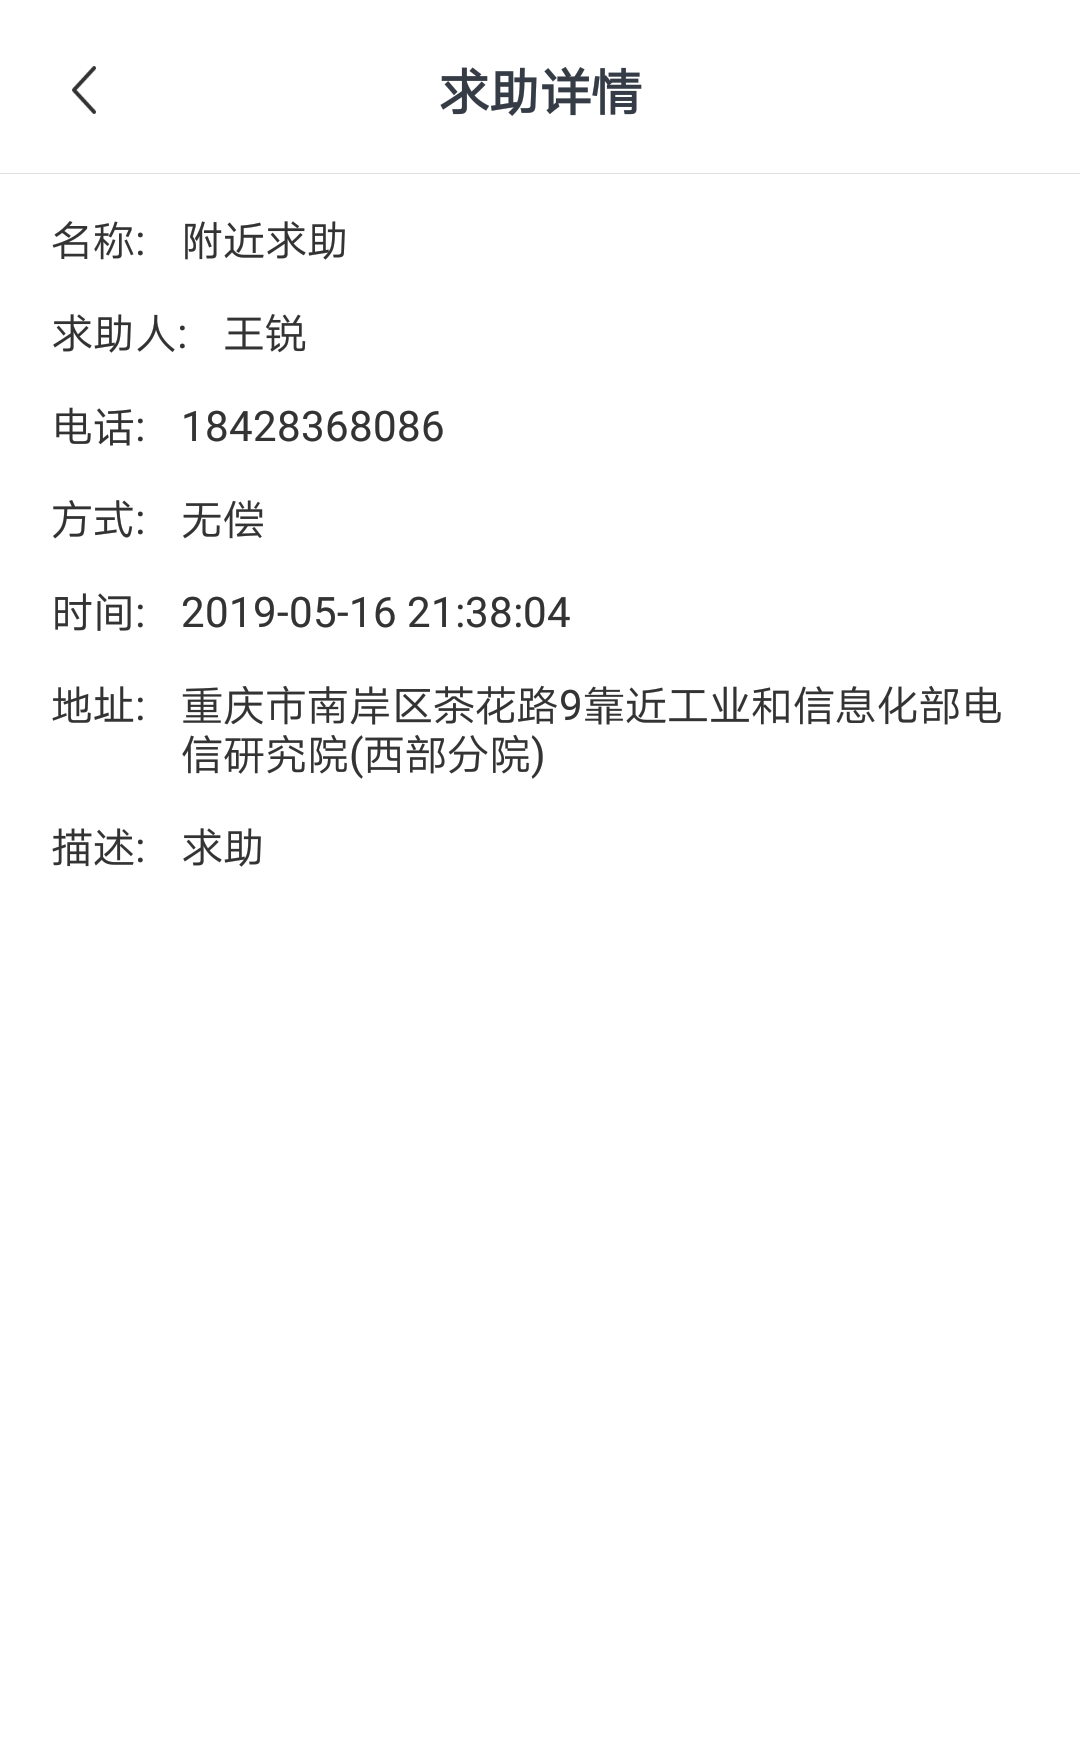 求助详情
名称: 附近求助
求助人: 王锐
电话: 18428368086
方式: 无偿
时间: 2019-05-16 21:38:04
地址: 重庆市南岸区茶花路9靠近工业和信息化部电
信研究院(西部分院)
描述: 求助